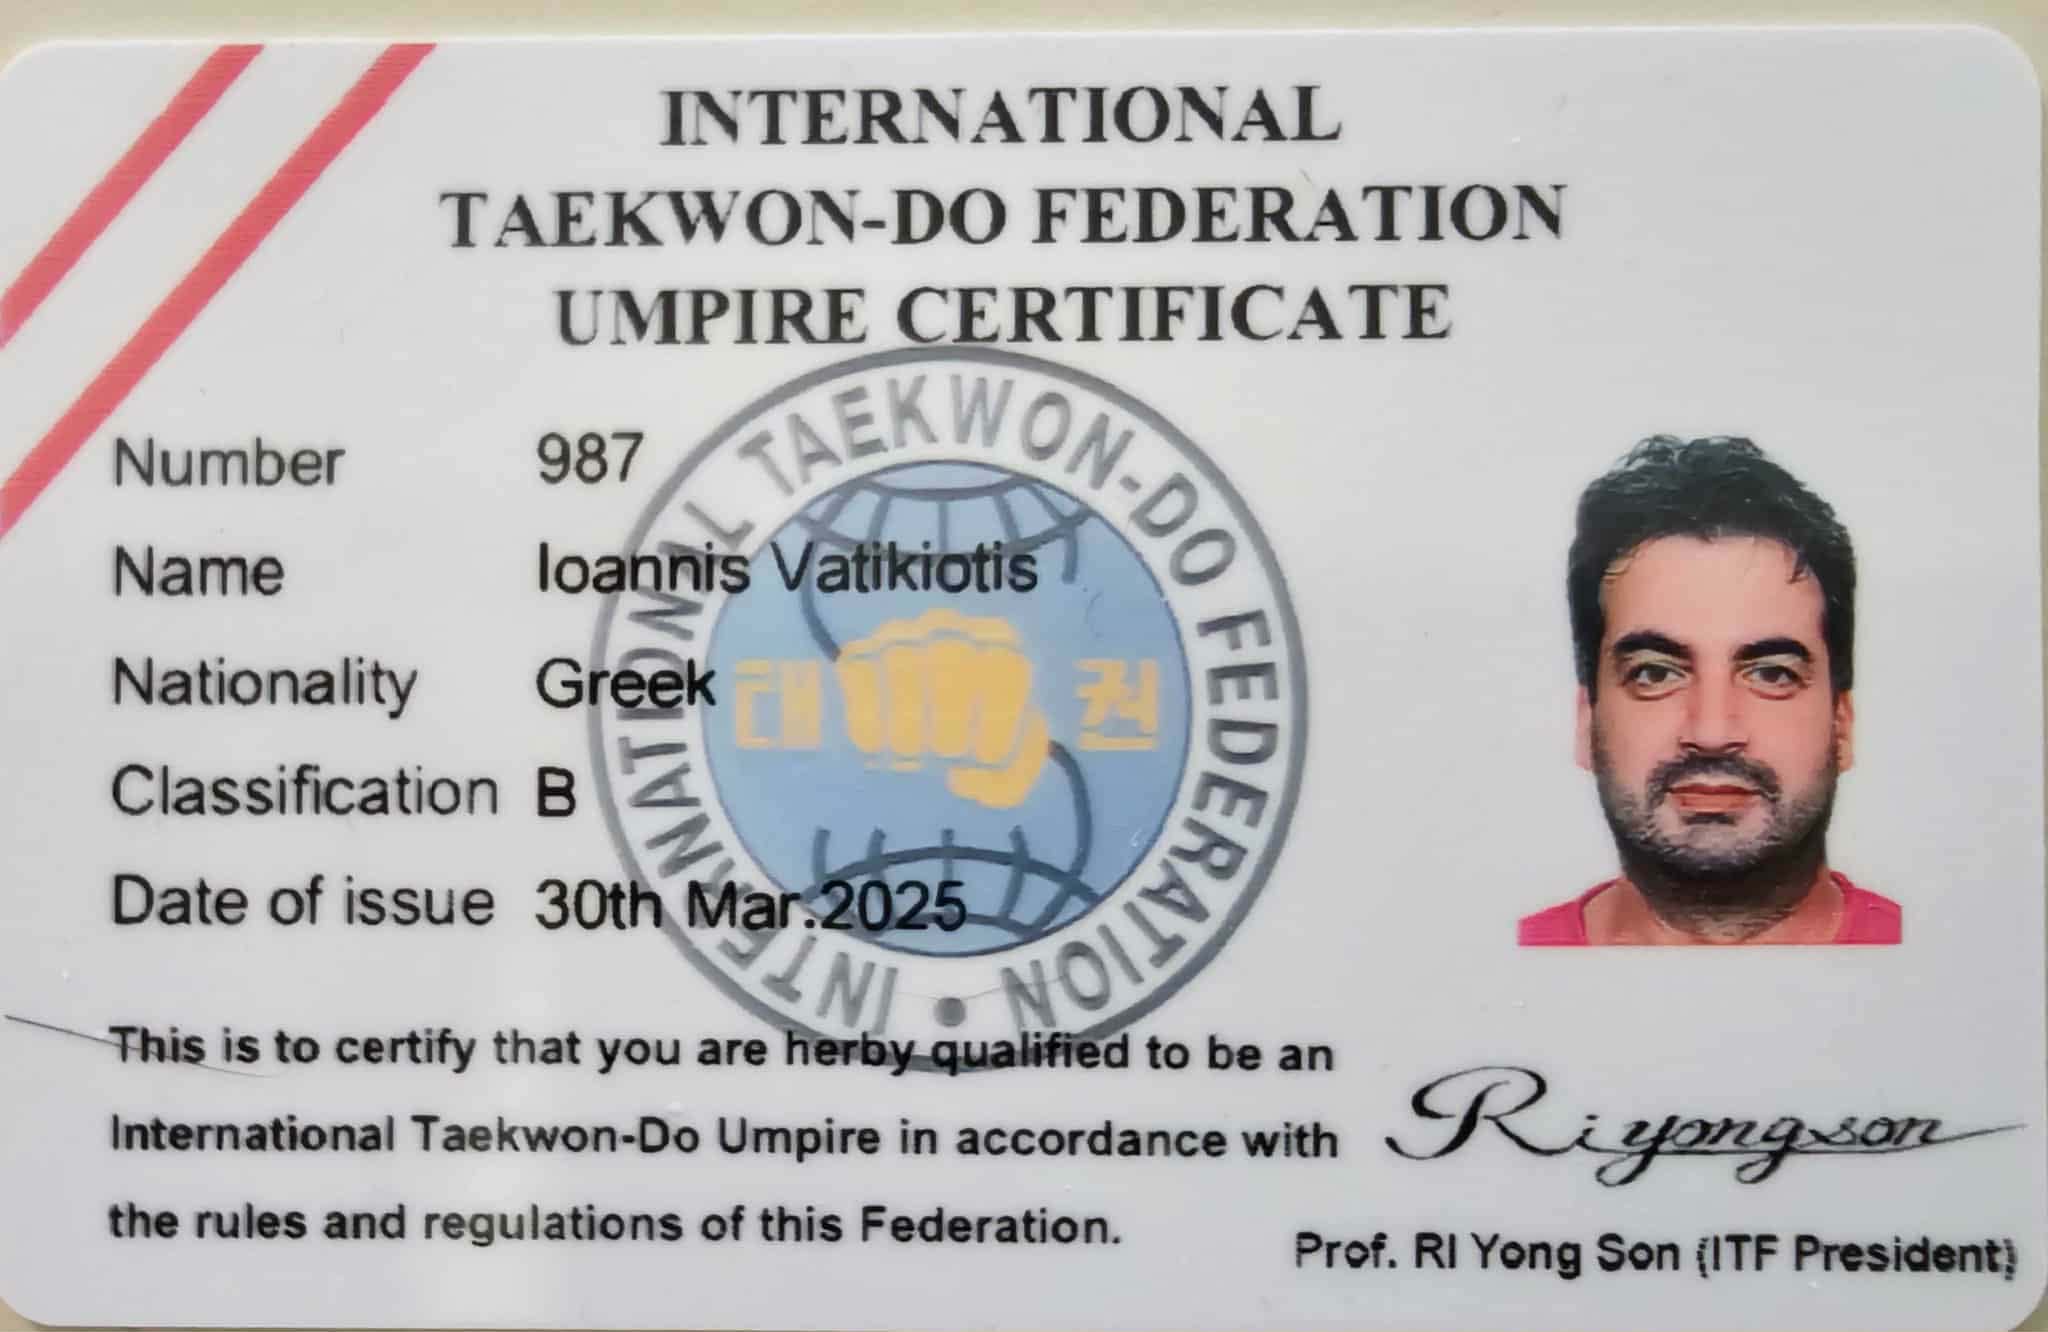 INTERNATIONAL
TAEKWON-DO FEDERATION
UMPIRE CERTIFICATE
Number 987
Name Ioannis Vatikiotis
Nationality Greek
Classification B
Date of issue 30th Mar.2025
INTERNATIONAL TAEKWON-DO FEDERATION
태 권
This is to certify that you are herby qualified to be an
International Taekwon-Do Umpire in accordance with
the rules and regulations of this Federation.
Ri yongson
Prof. RI Yong Son (ITF President)